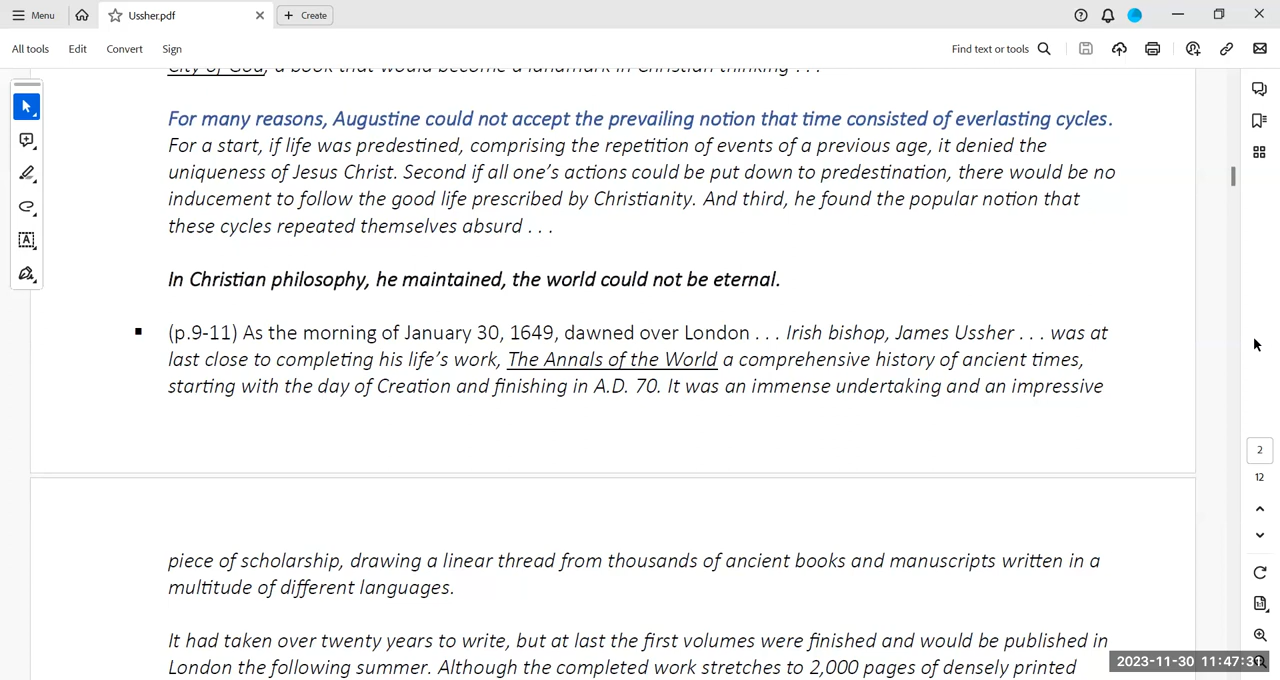 Menu
Ussher.pdf
Create
All tools
Edit
Convert
Sign
Find text or tools
City of God, a book that would become a landmark in Christian thinking . . .
For many reasons, Augustine could not accept the prevailing notion that time consisted of everlasting cycles.
For a start, if life was predestined, comprising the repetition of events of a previous age, it denied the
uniqueness of Jesus Christ. Second if all one's actions could be put down to predestination, there would be no
inducement to follow the good life prescribed by Christianity. And third, he found the popular notion that
these cycles repeated themselves absurd . . .
In Christian philosophy, he maintained, the world could not be eternal.
▪ (p.9-11) As the morning of January 30, 1649, dawned over London . . . Irish bishop, James Ussher . . . was at
last close to completing his life's work, The Annals of the World a comprehensive history of ancient times,
starting with the day of Creation and finishing in A.D. 70. It was an immense undertaking and an impressive
2
12
piece of scholarship, drawing a linear thread from thousands of ancient books and manuscripts written in a
multitude of different languages.
It had taken over twenty years to write, but at last the first volumes were finished and would be published in
London the following summer. Although the completed work stretches to 2,000 pages of densely printed
2023-11-30 11:47:31